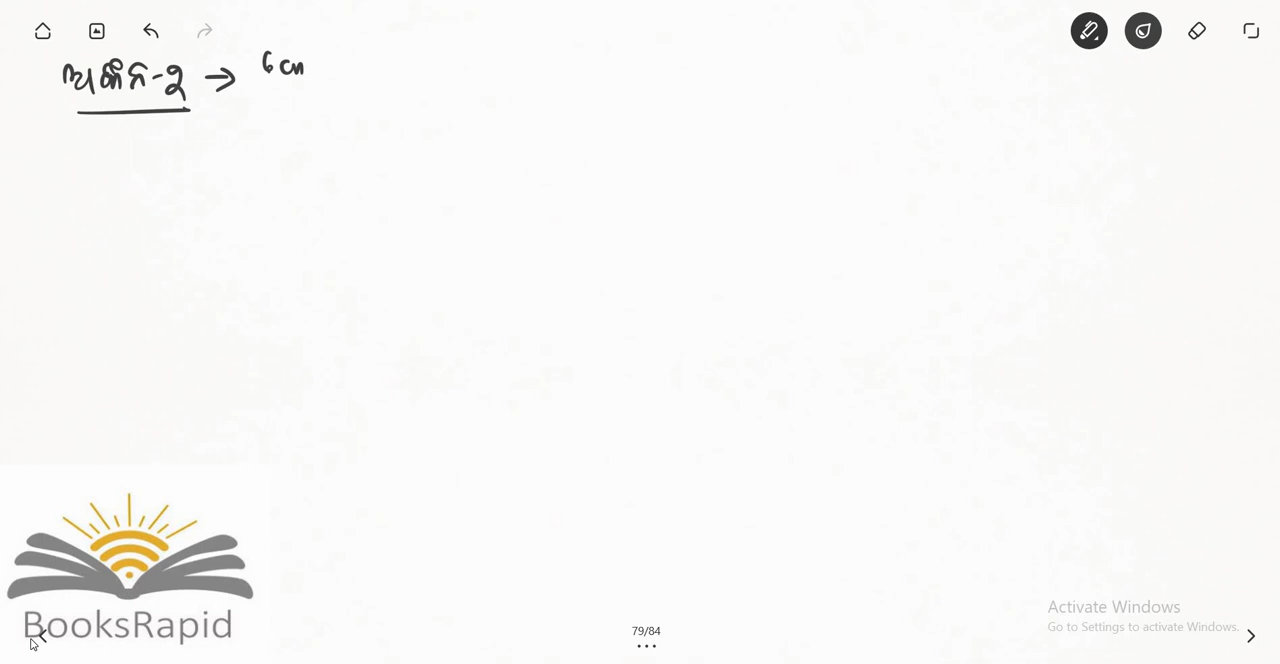 6 cm
BooksRapid
79/84
Activate Windows
Go to Settings to activate Windows.